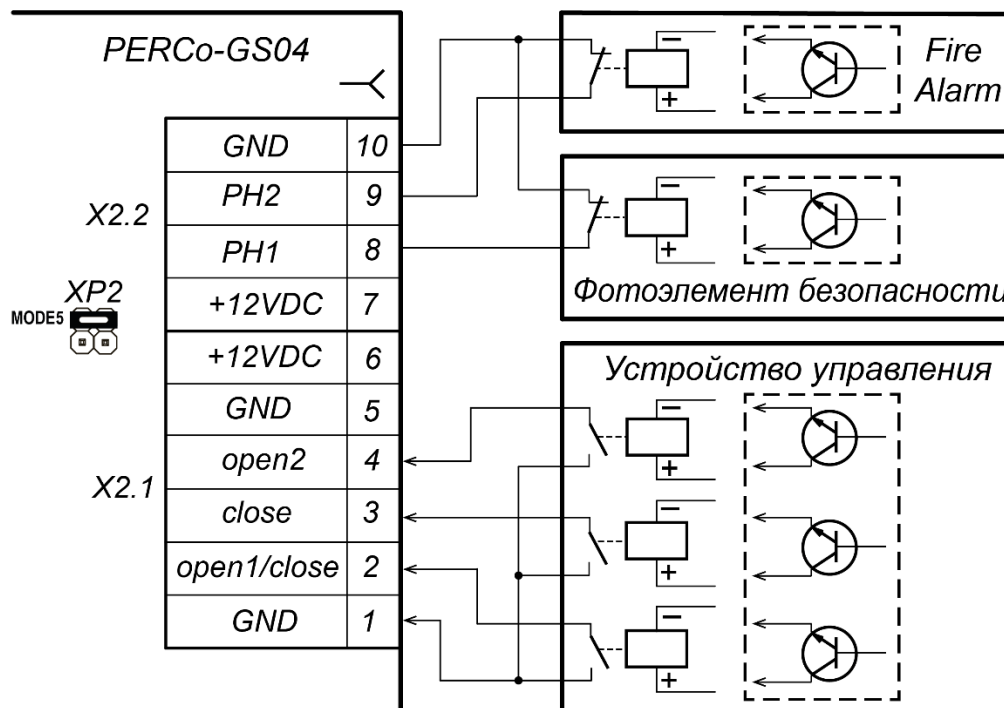 PERCo-GS04
X2.2
GND 10
PH2 9
PH1 8
+12VDC 7
XP2
MODE5
X2.1
+12VDC 6
GND 5
open2 4
close 3
open1/close 2
GND 1
Fire
Alarm
− +
Фотоэлемент безопасности
− +
Устройство управления
− +
− +
− +